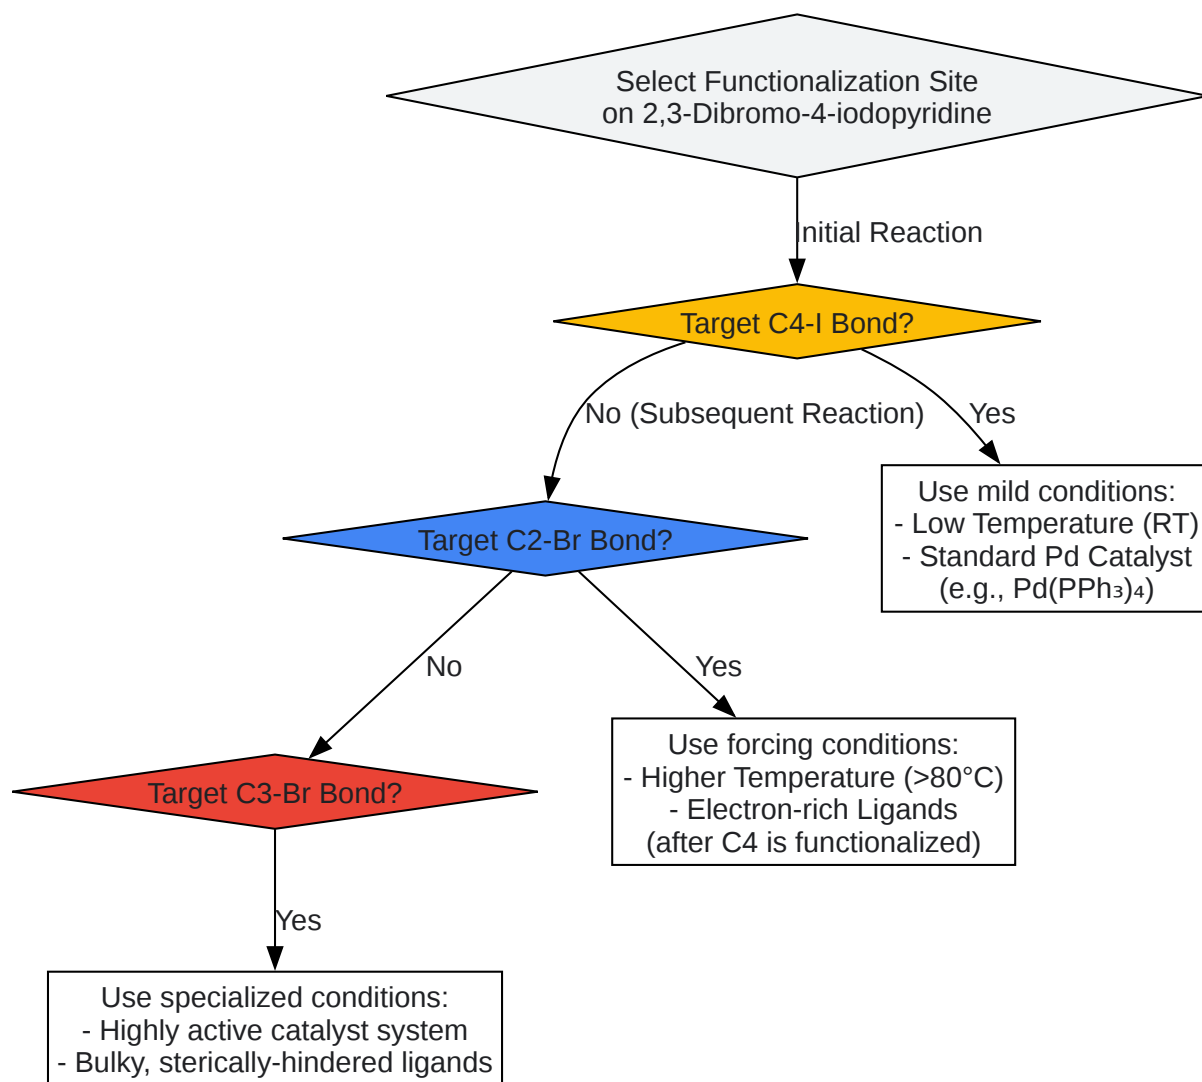 Select Functionalization Site
on 2,3-Dibromo-4-iodopyridine
Initial Reaction
Target C4-I Bond?
No (Subsequent Reaction)
Yes
Use mild conditions:
- Low Temperature (RT)
- Standard Pd Catalyst
(e.g., Pd(PPh₃)₄)
Target C2-Br Bond?
No
Yes
Use forcing conditions:
- Higher Temperature (>80°C)
- Electron-rich Ligands
(after C4 is functionalized)
Target C3-Br Bond?
Yes
Use specialized conditions:
- Highly active catalyst system
- Bulky, sterically-hindered ligands